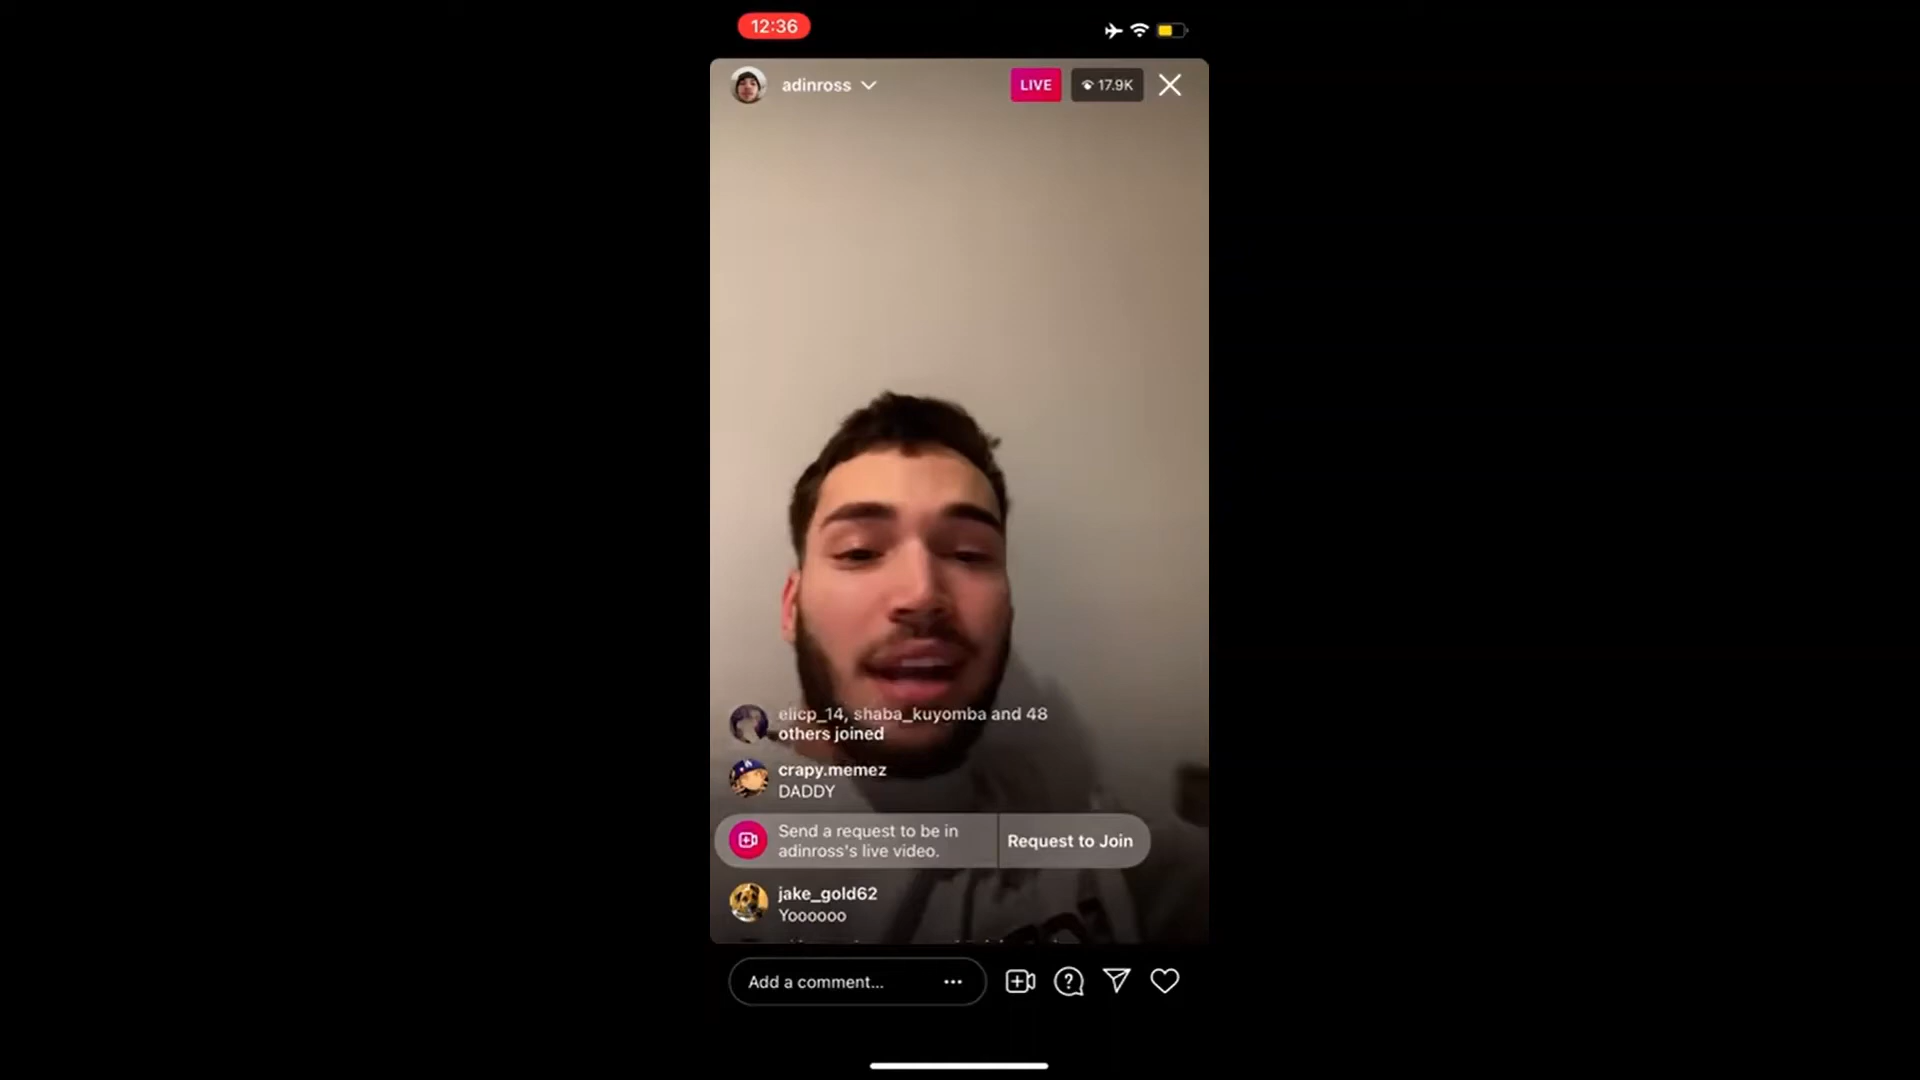 12:36
adinross
LIVE
17.9K
elicp_14, shaba_kuyomba and 48
others joined
crapy.memez
DADDY
Send a request to be in
adinross's live video.
Request to Join
jake_gold62
Yoooooo
Add a comment...